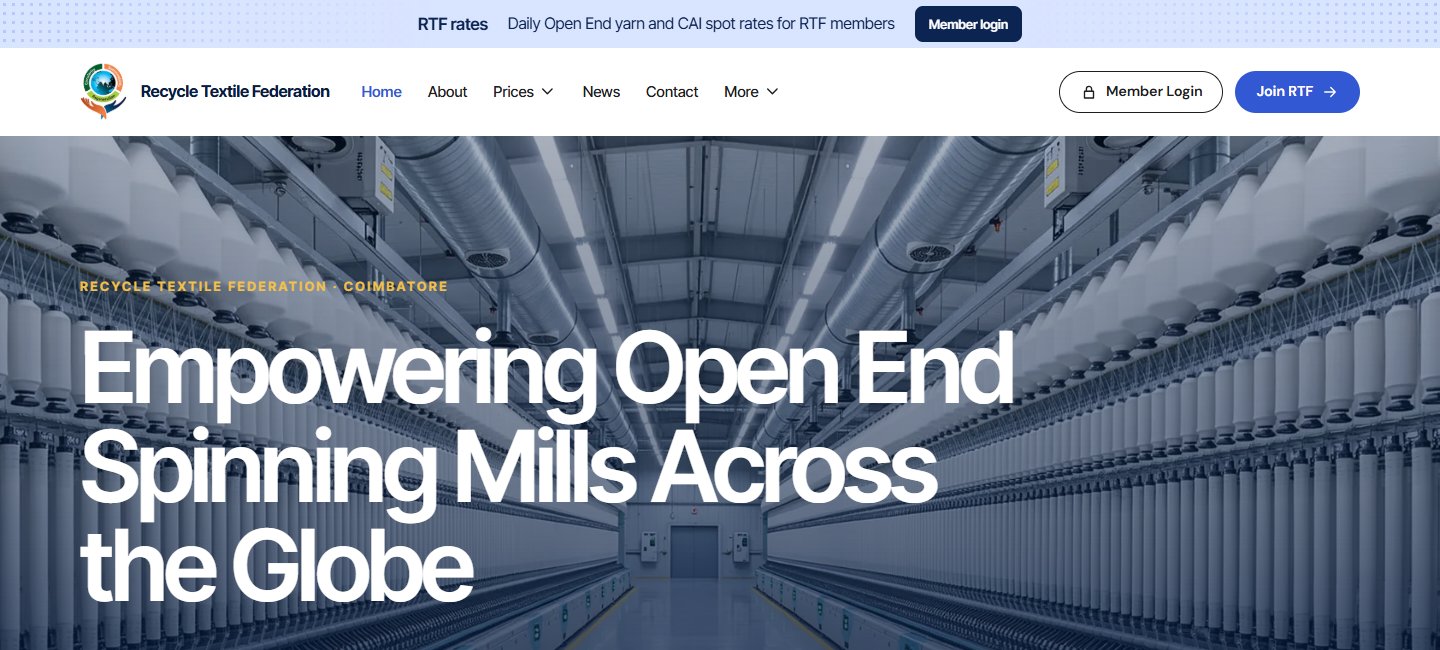 RTF rates Daily Open End yarn and CAI spot rates for RTF members Member login
Recycle Textile Federation Home About Prices News Contact More Member Login Join RTF →
RECYCLE TEXTILE FEDERATION · COIMBATORE
Empowering Open End
Spinning Mills Across
the Globe